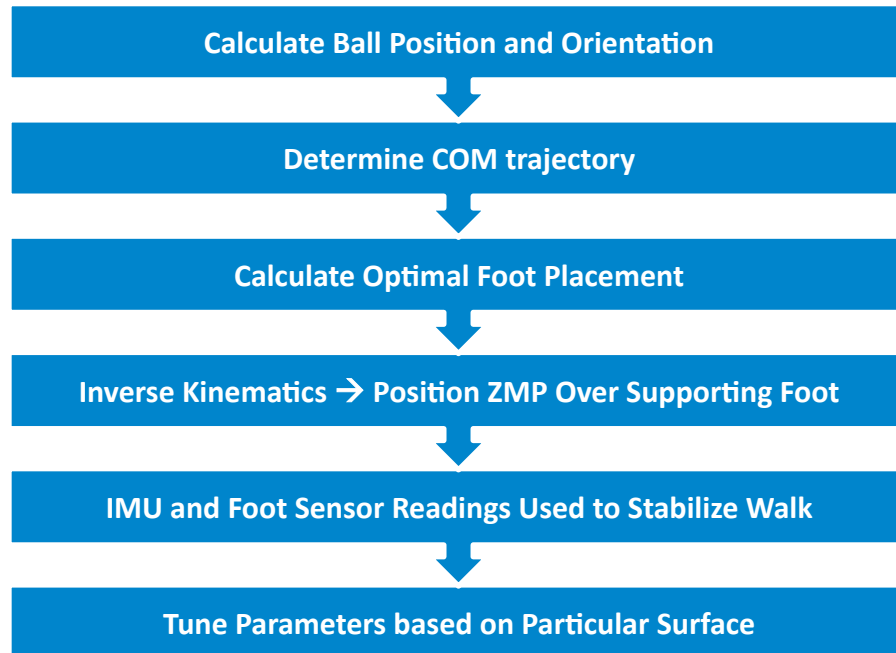 Calculate Ball Position and Orientation
Determine COM trajectory
Calculate Optimal Foot Placement
Inverse Kinematics → Position ZMP Over Supporting Foot
IMU and Foot Sensor Readings Used to Stabilize Walk
Tune Parameters based on Particular Surface